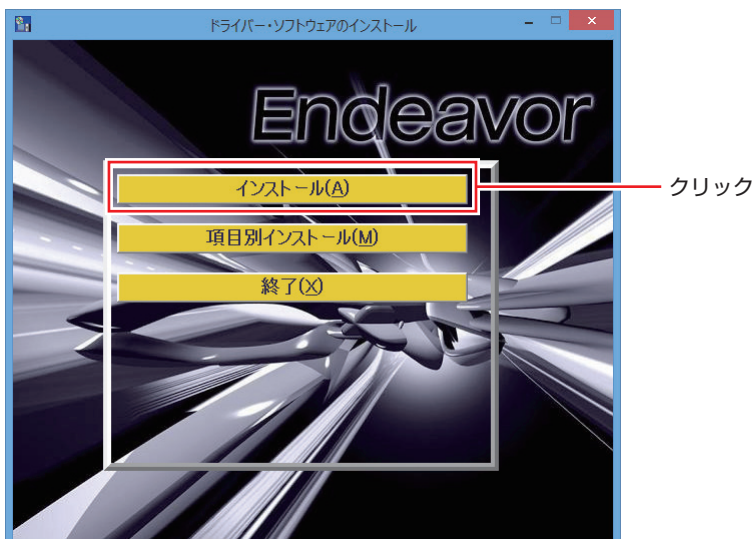 ドライバー・ソフトウェアのインストール
Endeavor
インストール(A)
クリック
項目別インストール(M)
終了(X)